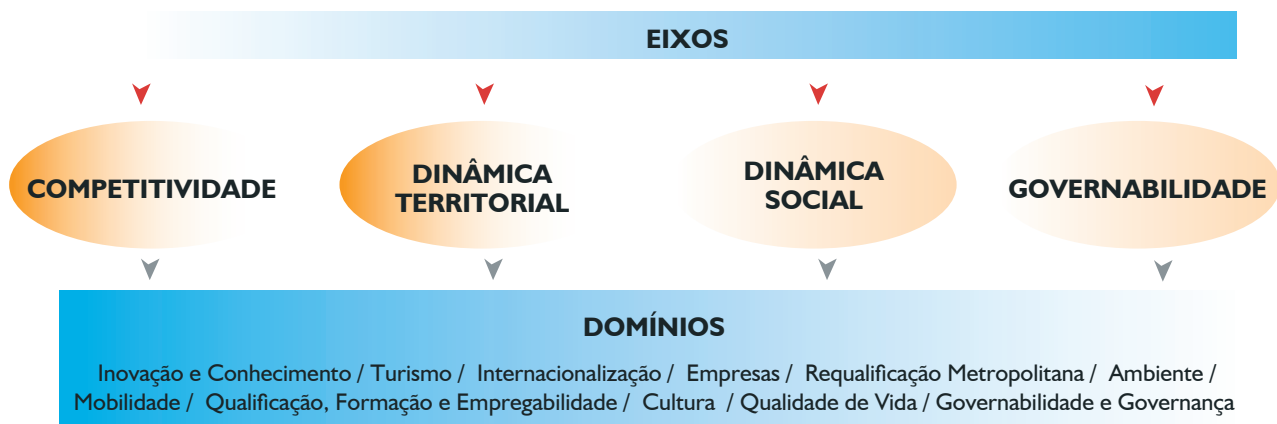 EIXOS
COMPETITIVIDADE
DINÂMICA
TERRITORIAL
DINÂMICA
SOCIAL
GOVERNABILIDADE
DOMÍNIOS
Inovação e Conhecimento / Turismo / Internacionalização / Empresas / Requalificação Metropolitana / Ambiente /
Mobilidade / Qualificação, Formação e Empregabilidade / Cultura / Qualidade de Vida / Governabilidade e Governança